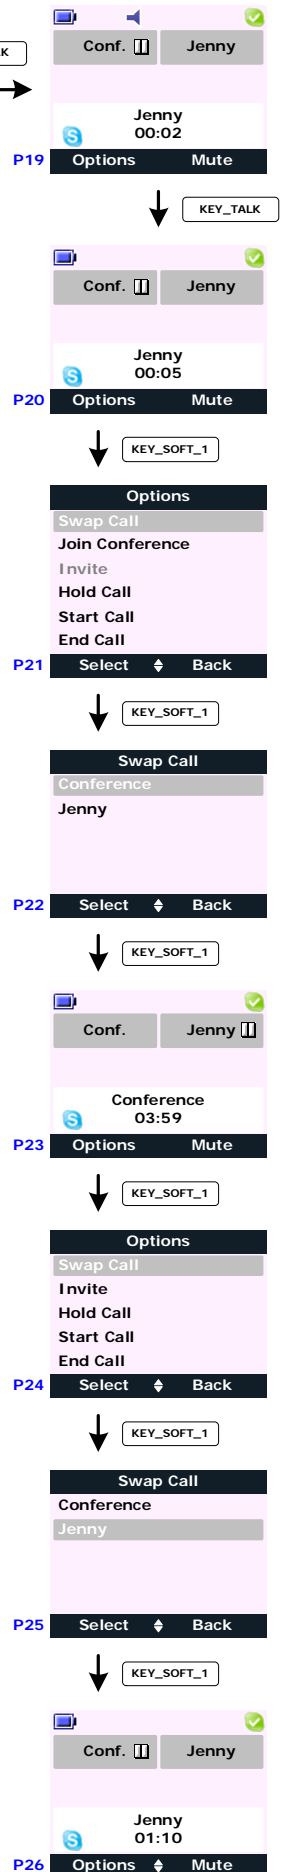 K
Conf. Jenny
Jenny
00:02
P19 Options Mute
KEY_TALK
Conf. Jenny
Jenny
00:05
P20 Options Mute
KEY_SOFT_1
Options
Swap Call
Join Conference
Invite
Hold Call
Start Call
End Call
P21 Select Back
KEY_SOFT_1
Swap Call
Conference
Jenny
P22 Select Back
KEY_SOFT_1
Conf. Jenny
Conference
03:59
P23 Options Mute
KEY_SOFT_1
Options
Swap Call
Invite
Hold Call
Start Call
End Call
P24 Select Back
KEY_SOFT_1
Swap Call
Conference
Jenny
P25 Select Back
KEY_SOFT_1
Conf. Jenny
Jenny
01:10
P26 Options Mute